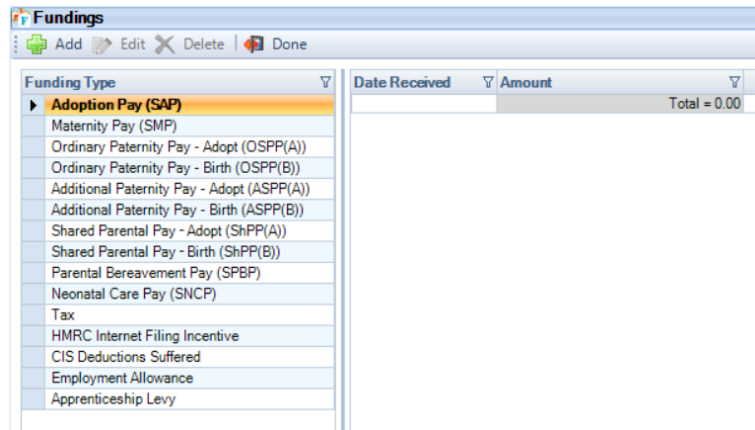 Fundings
Add Edit Delete Done
Funding Type Date Received Amount
Adoption Pay (SAP) Total = 0.00
Maternity Pay (SMP)
Ordinary Paternity Pay - Adopt (OSPP(A))
Ordinary Paternity Pay - Birth (OSPP(B))
Additional Paternity Pay - Adopt (ASPP(A))
Additional Paternity Pay - Birth (ASPP(B))
Shared Parental Pay - Adopt (ShPP(A))
Shared Parental Pay - Birth (ShPP(B))
Parental Bereavement Pay (SPBP)
Neonatal Care Pay (SNCP)
Tax
HMRC Internet Filing Incentive
CIS Deductions Suffered
Employment Allowance
Apprenticeship Levy